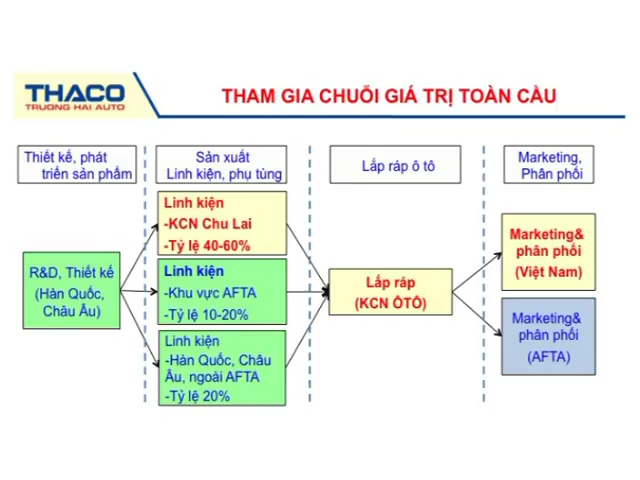 THACO
TRUONG HAI AUTO
THAM GIA CHUỖI GIÁ TRỊ TOÀN CẦU
Thiết kế, phát
triển sản phẩm
Sản xuất
Linh kiện, phụ tùng
Lắp ráp ô tô
Marketing,
Phân phối
R&D, Thiết kế
(Hàn Quốc,
Châu Âu)
Linh kiện
-KCN Chu Lai
-Tỷ lệ 40-60%
Linh kiện
-Khu vực AFTA
-Tỷ lệ 10-20%
Linh kiện
-Hàn Quốc, Châu
Âu, ngoài AFTA
-Tỷ lệ 20%
Lắp ráp
(KCN ÔTÔ)
Marketing&
phân phối
(Việt Nam)
Marketing&
phân phối
(AFTA)